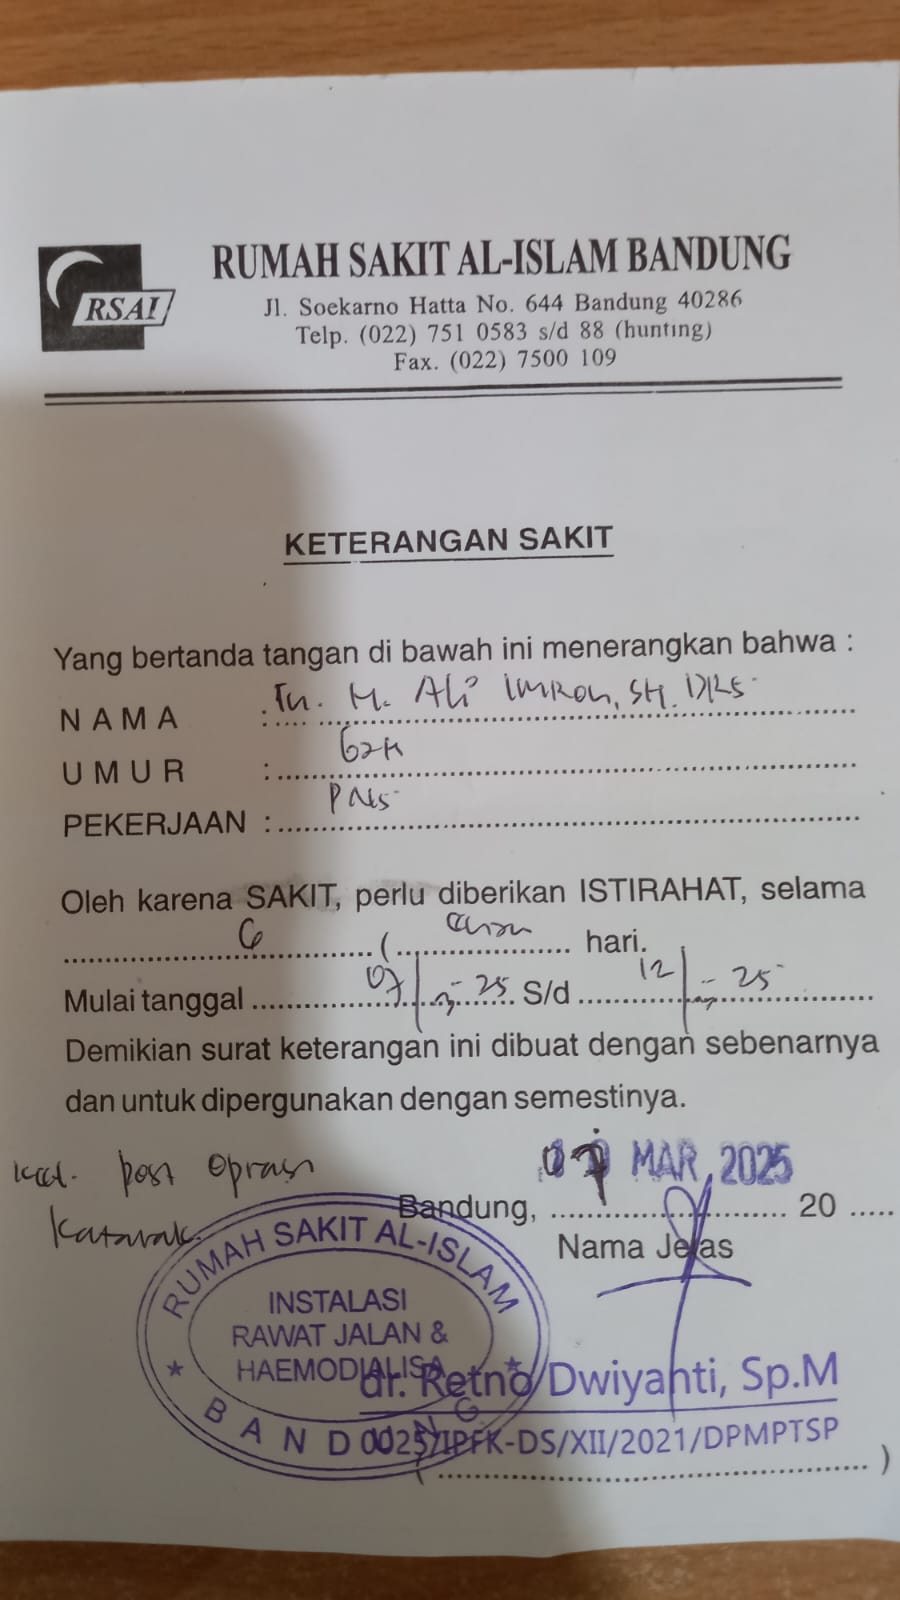 RSAI
RUMAH SAKIT AL-ISLAM BANDUNG
Jl. Soekarno Hatta No. 644 Bandung 40286
Telp. (022) 751 0583 s/d 88 (hunting)
Fax. (022) 7500 109
KETERANGAN SAKIT
Yang bertanda tangan di bawah ini menerangkan bahwa :
NAMA : Tn. M. Ali Imron, SH.
UMUR :
PEKERJAAN : PNS
Oleh karena SAKIT, perlu diberikan ISTIRAHAT, selama
6 ( hari.
Mulai tanggal 07/3-25 S/d 12/3-25
Demikian surat keterangan ini dibuat dengan sebenarnya
dan untuk dipergunakan dengan semestinya.
Ket. post Oprasi
Katarak
07 MAR 2025
Bandung, 20
Nama Jelas
RUMAH SAKIT AL-ISLAM
INSTALASI
RAWAT JALAN &
HAEMODIALISA
BANDUNG
dr. Retno Dwiyanti, Sp.M
0025/IPFK-DS/XII/2021/DPMPTSP
( )